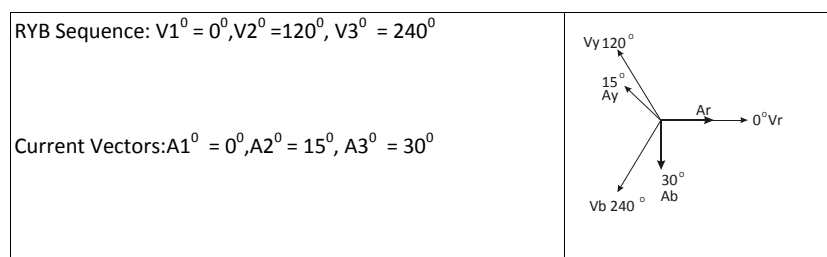 RYB Sequence: V1⁰ = 0⁰,V2⁰ =120⁰, V3⁰ = 240⁰
Current Vectors:A1⁰ = 0⁰,A2⁰ = 15⁰, A3⁰ = 30⁰
Vy 120°
15°
Ay
Ar
0°Vr
30°
Ab
Vb 240°